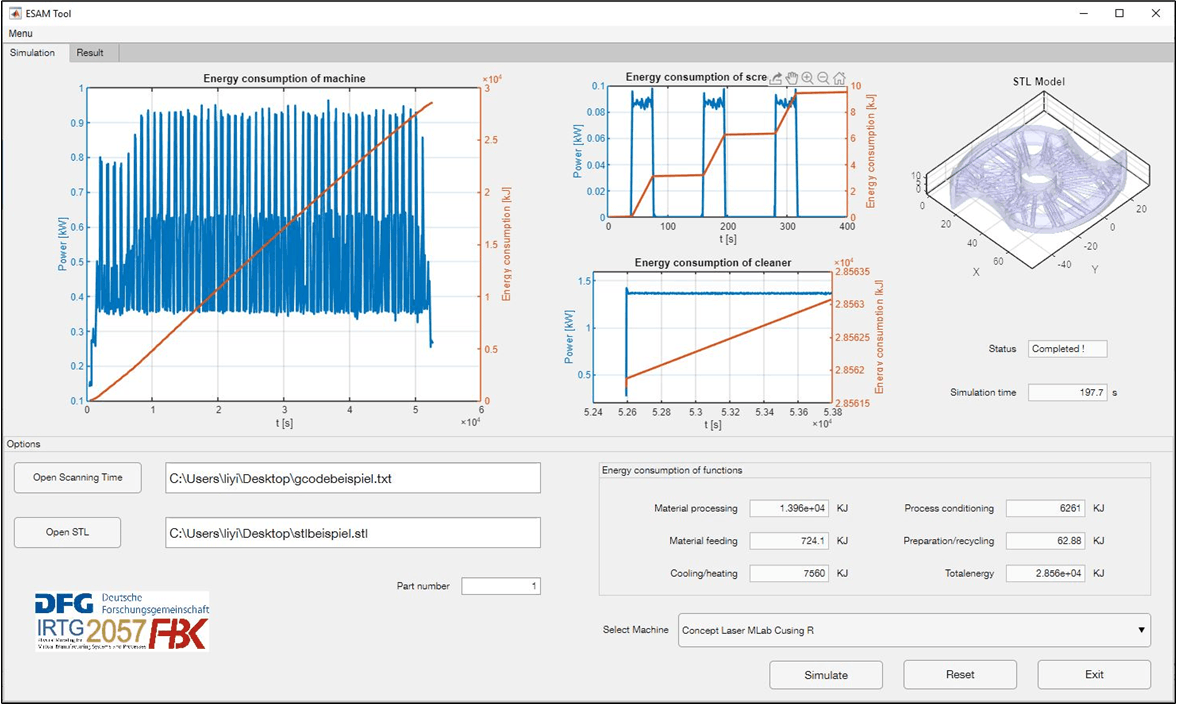 ESAM Tool
Menu
Simulation Result
Energy consumption of machine
×10⁴
Power [kW]
1
0.9
0.8
0.7
0.6
0.5
0.4
0.3
0.2
0.1
3
2.5
2
1.5
1
0.5
0
Energy consumption [kJ]
0 1 2 3 4 5 6
×10⁴
t [s]
Energy consumption of scre
Power [kW]
0.1
0.08
0.06
0.04
0.02
0
10
8
6
4
2
0
Energy consumption [kJ]
0 100 200 300 400
t [s]
Energy consumption of cleaner
×10⁴
Power [kW]
1.5
1
0.5
2.85635
2.8563
2.85625
2.8562
2.85615
Energy consumption [kJ]
5.24 5.26 5.28 5.3 5.32 5.34 5.36 5.38
×10⁴
t [s]
STL Model
10
5
0
0
20
40
60
X
20
0
-20
-40
Y
Status Completed !
Simulation time 197.7 s
Options
Open Scanning Time C:\Users\liyi\Desktop\gcodebeispiel.txt
Open STL C:\Users\liyi\Desktop\stlbeispiel.stl
Part number 1
DFG Deutsche
Forschungsgemeinschaft
IRTG 2057 FBK
Energy consumption of functions
Material processing 1.396e+04 KJ Process conditioning 6261 KJ
Material feeding 724.1 KJ Preparation/recycling 62.88 KJ
Cooling/heating 7560 KJ Totalenergy 2.856e+04 KJ
Select Machine Concept Laser MLab Cusing R
Simulate Reset Exit